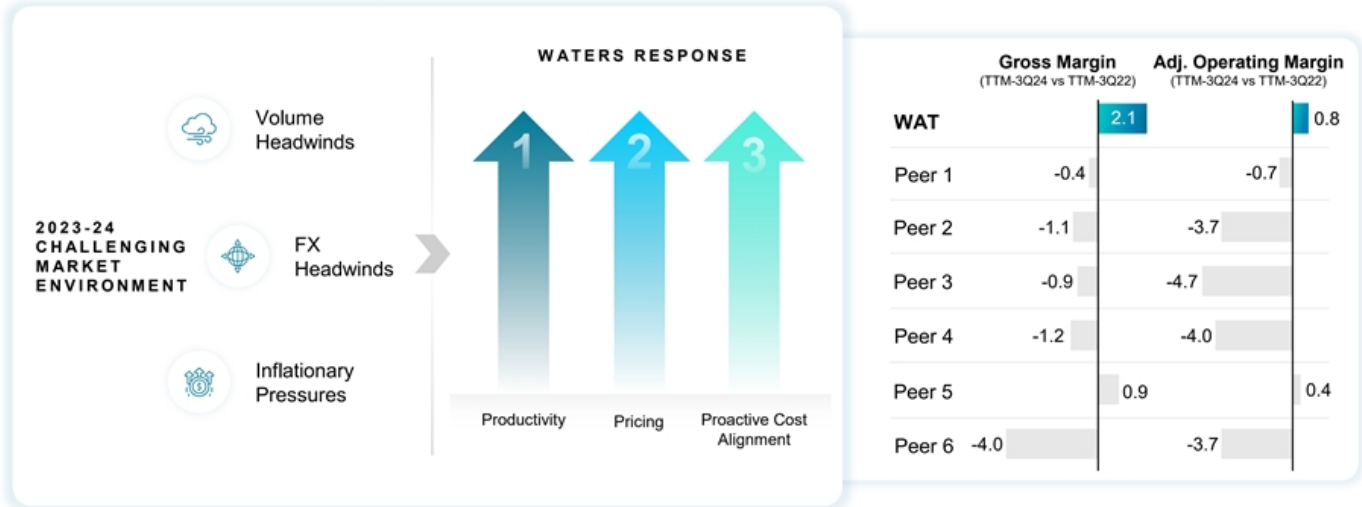 2023-24
CHALLENGING
MARKET
ENVIRONMENT
Volume
Headwinds
FX
Headwinds
Inflationary
Pressures
WATERS RESPONSE
1 2 3
Productivity Pricing Proactive Cost
Alignment
Gross Margin Adj. Operating Margin
(TTM-3Q24 vs TTM-3Q22) (TTM-3Q24 vs TTM-3Q22)
WAT 2.1 0.8
Peer 1 -0.4 -0.7
Peer 2 -1.1 -3.7
Peer 3 -0.9 -4.7
Peer 4 -1.2 -4.0
Peer 5 0.9 0.4
Peer 6 -4.0 -3.7